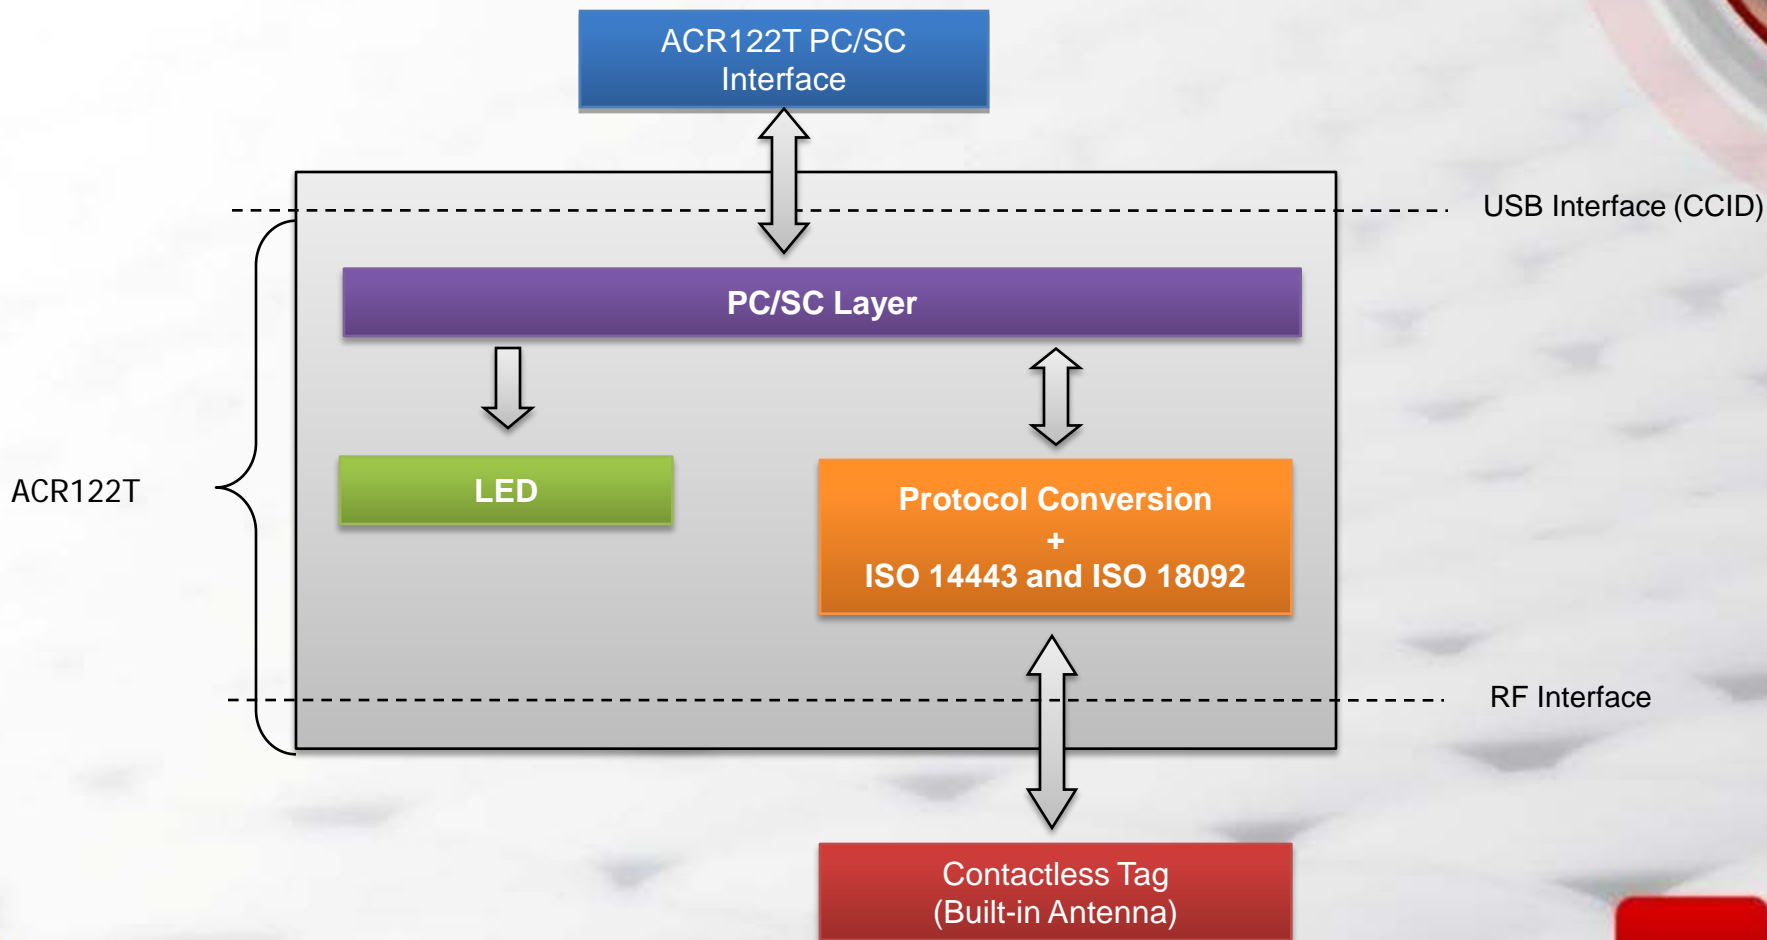 ACR122T PC/SC
Interface
USB Interface (CCID)
PC/SC Layer
LED
Protocol Conversion
+
ISO 14443 and ISO 18092
ACR122T
RF Interface
Contactless Tag
(Built-in Antenna)